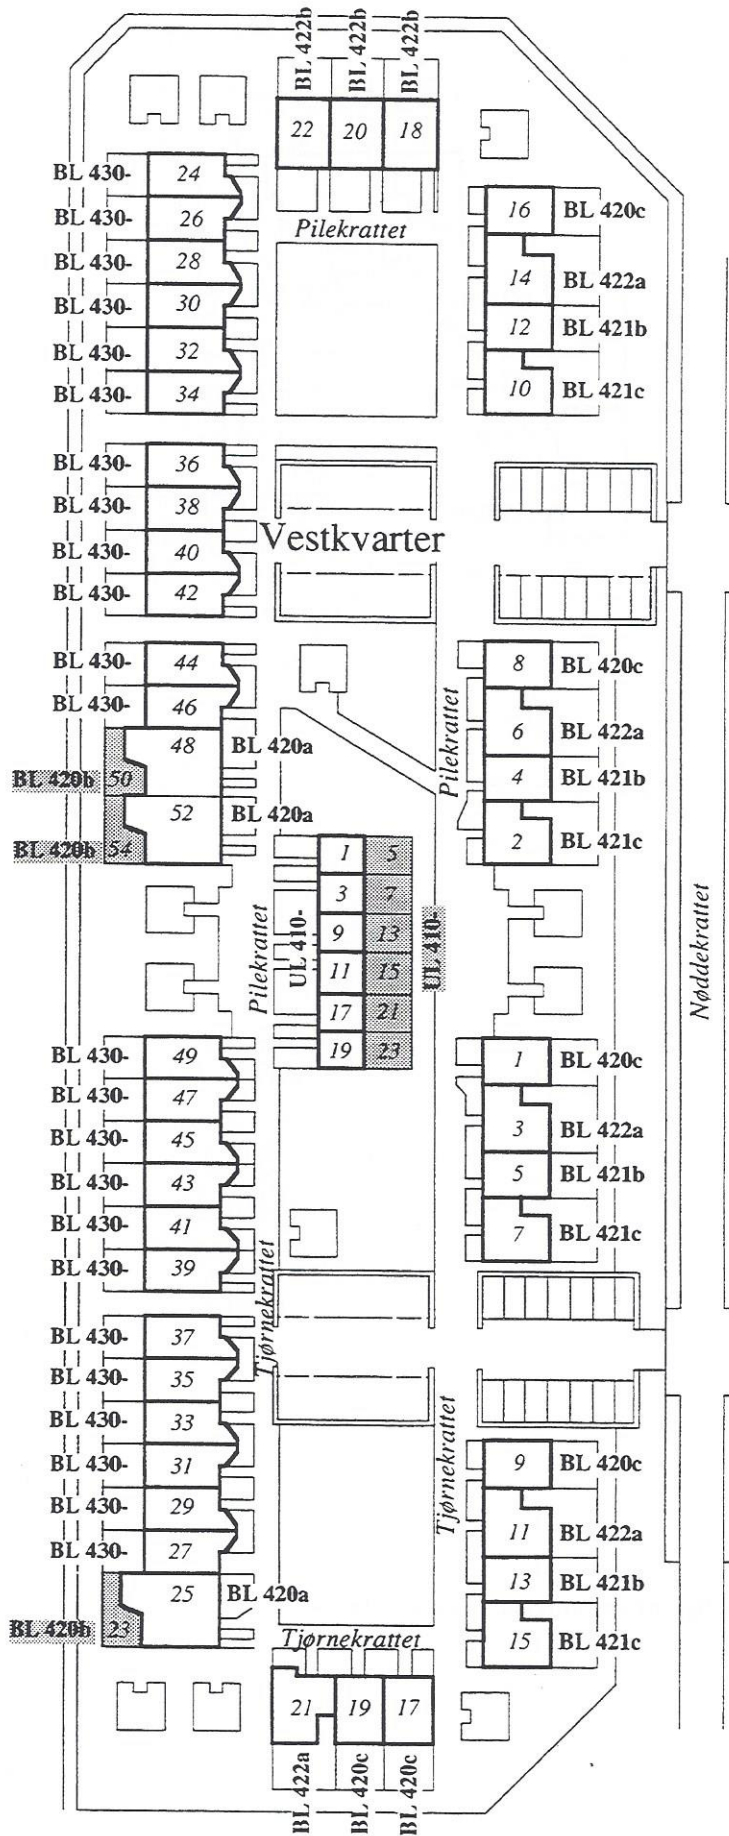 BL 422b BL 422b BL 422b
22 20 18
BL 430- 24
BL 430- 26
BL 430- 28
BL 430- 30
BL 430- 32
BL 430- 34
Pilekrattet
16 BL 420c
14 BL 422a
12 BL 421b
10 BL 421c
BL 430- 36
BL 430- 38
BL 430- 40
BL 430- 42
Vestkvarter
BL 430- 44
BL 430- 46
48 BL 420a
BL 420b 50
52 BL 420a
BL 420b 54
Pilekrattet
8 BL 420c
6 BL 422a
4 BL 421b
2 BL 421c
Pilekrattet
UL 410-
1 5
3 7
9 13
11 15
17 21
19 23
UL 410-
Nøddekrattet
BL 430- 49
BL 430- 47
BL 430- 45
BL 430- 43
BL 430- 41
BL 430- 39
1 BL 420c
3 BL 422a
5 BL 421b
7 BL 421c
Tjørnekrattet
BL 430- 37
BL 430- 35
BL 430- 33
BL 430- 31
BL 430- 29
BL 430- 27
25 BL 420a
BL 420b 23
Tjørnekrattet
9 BL 420c
11 BL 422a
13 BL 421b
15 BL 421c
Tjørnekrattet
21 19 17
BL 422a BL 420c BL 420c